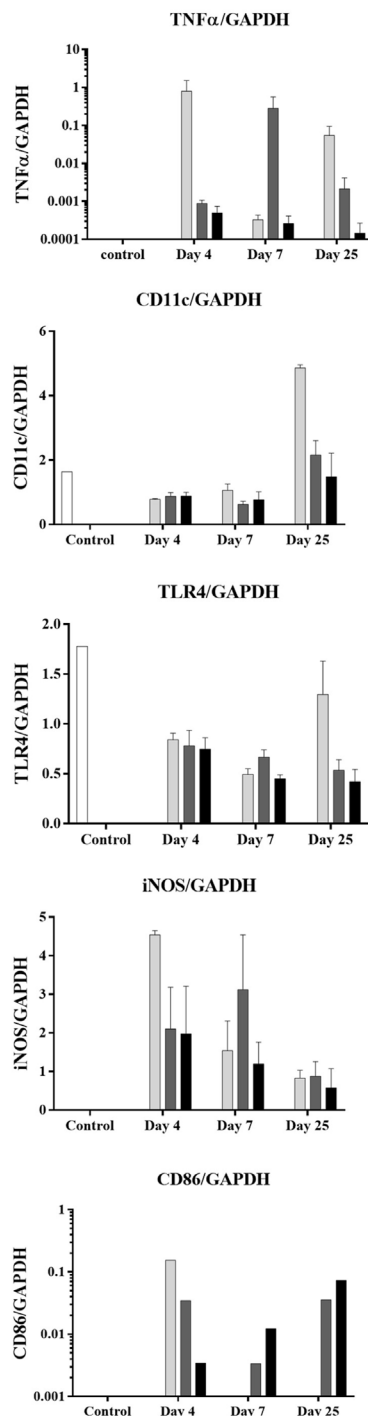 TNFα/GAPDH
TNFα/GAPDH
10
1
0.1
0.01
0.001
0.0001
control Day 4 Day 7 Day 25
CD11c/GAPDH
CD11c/GAPDH
6
4
2
0
Control Day 4 Day 7 Day 25
TLR4/GAPDH
TLR4/GAPDH
2.0
1.5
1.0
0.5
0.0
Control Day 4 Day 7 Day 25
iNOS/GAPDH
iNOS/GAPDH
5
4
3
2
1
0
Control Day 4 Day 7 Day 25
CD86/GAPDH
CD86/GAPDH
1
0.1
0.01
0.001
Control Day 4 Day 7 Day 25